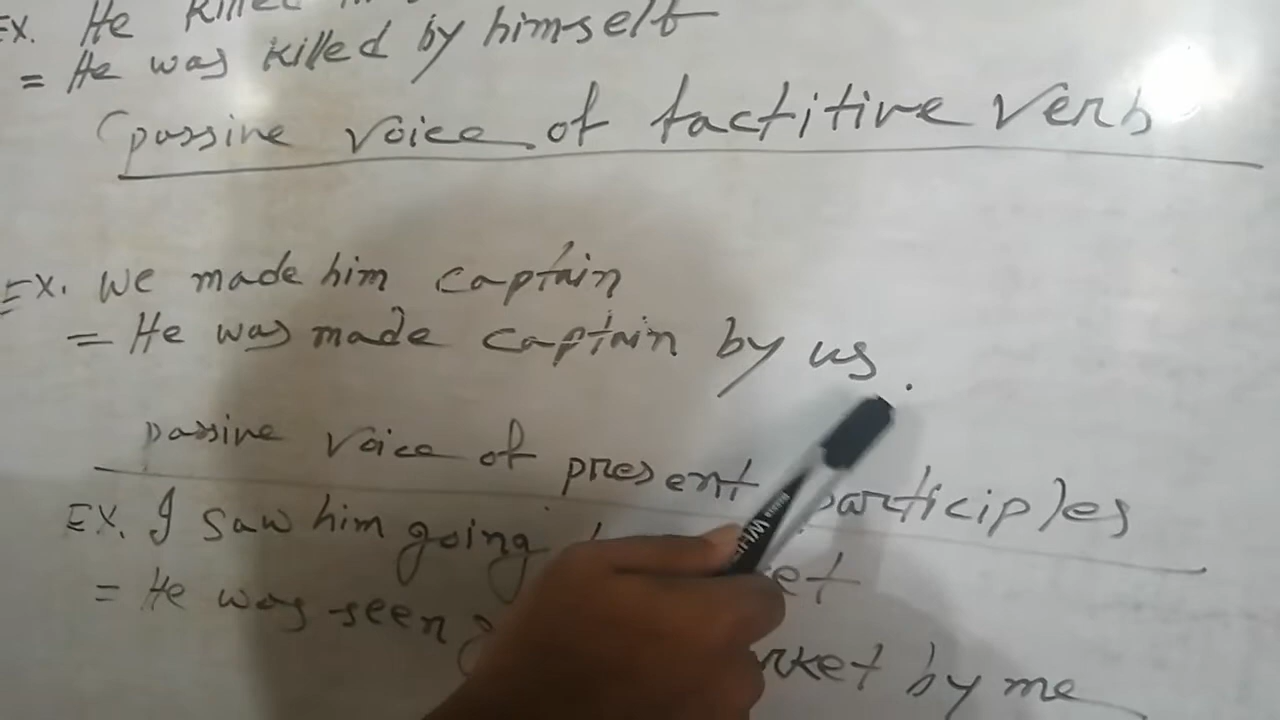 EX. He killed
= He was killed by himself
(passive voice of factitive verb
EX. We made him captain
= He was made captain by us.
passive voice of present participles
EX. I saw him going
= He was seen by me